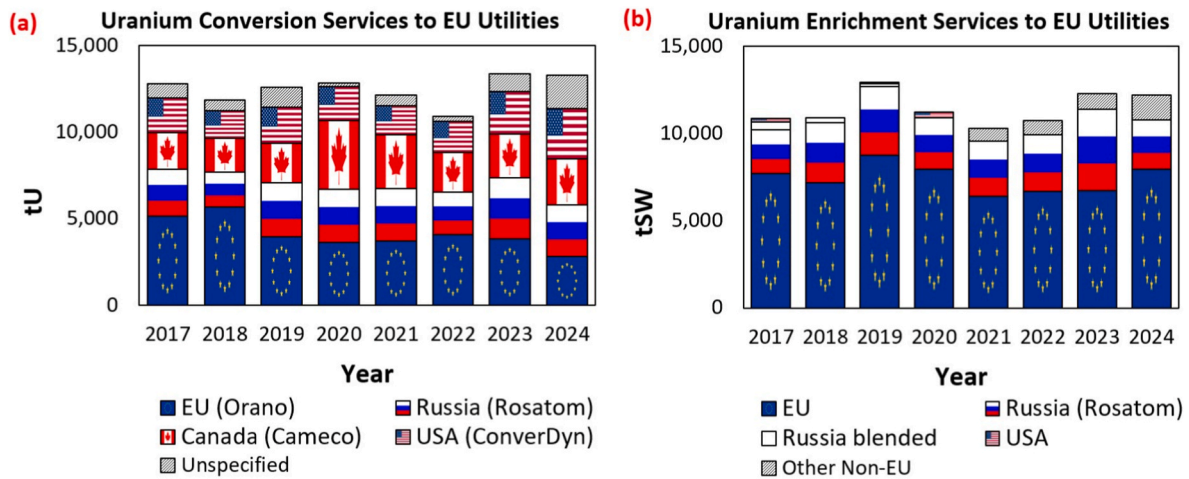 (a) Uranium Conversion Services to EU Utilities
15,000
10,000
5,000
0
tU
2017 2018 2019 2020 2021 2022 2023 2024
Year
EU (Orano) Russia (Rosatom)
Canada (Cameco) USA (ConverDyn)
Unspecified
(b) Uranium Enrichment Services to EU Utilities
15,000
10,000
5,000
0
tSW
2017 2018 2019 2020 2021 2022 2023 2024
Year
EU Russia (Rosatom)
Russia blended USA
Other Non-EU